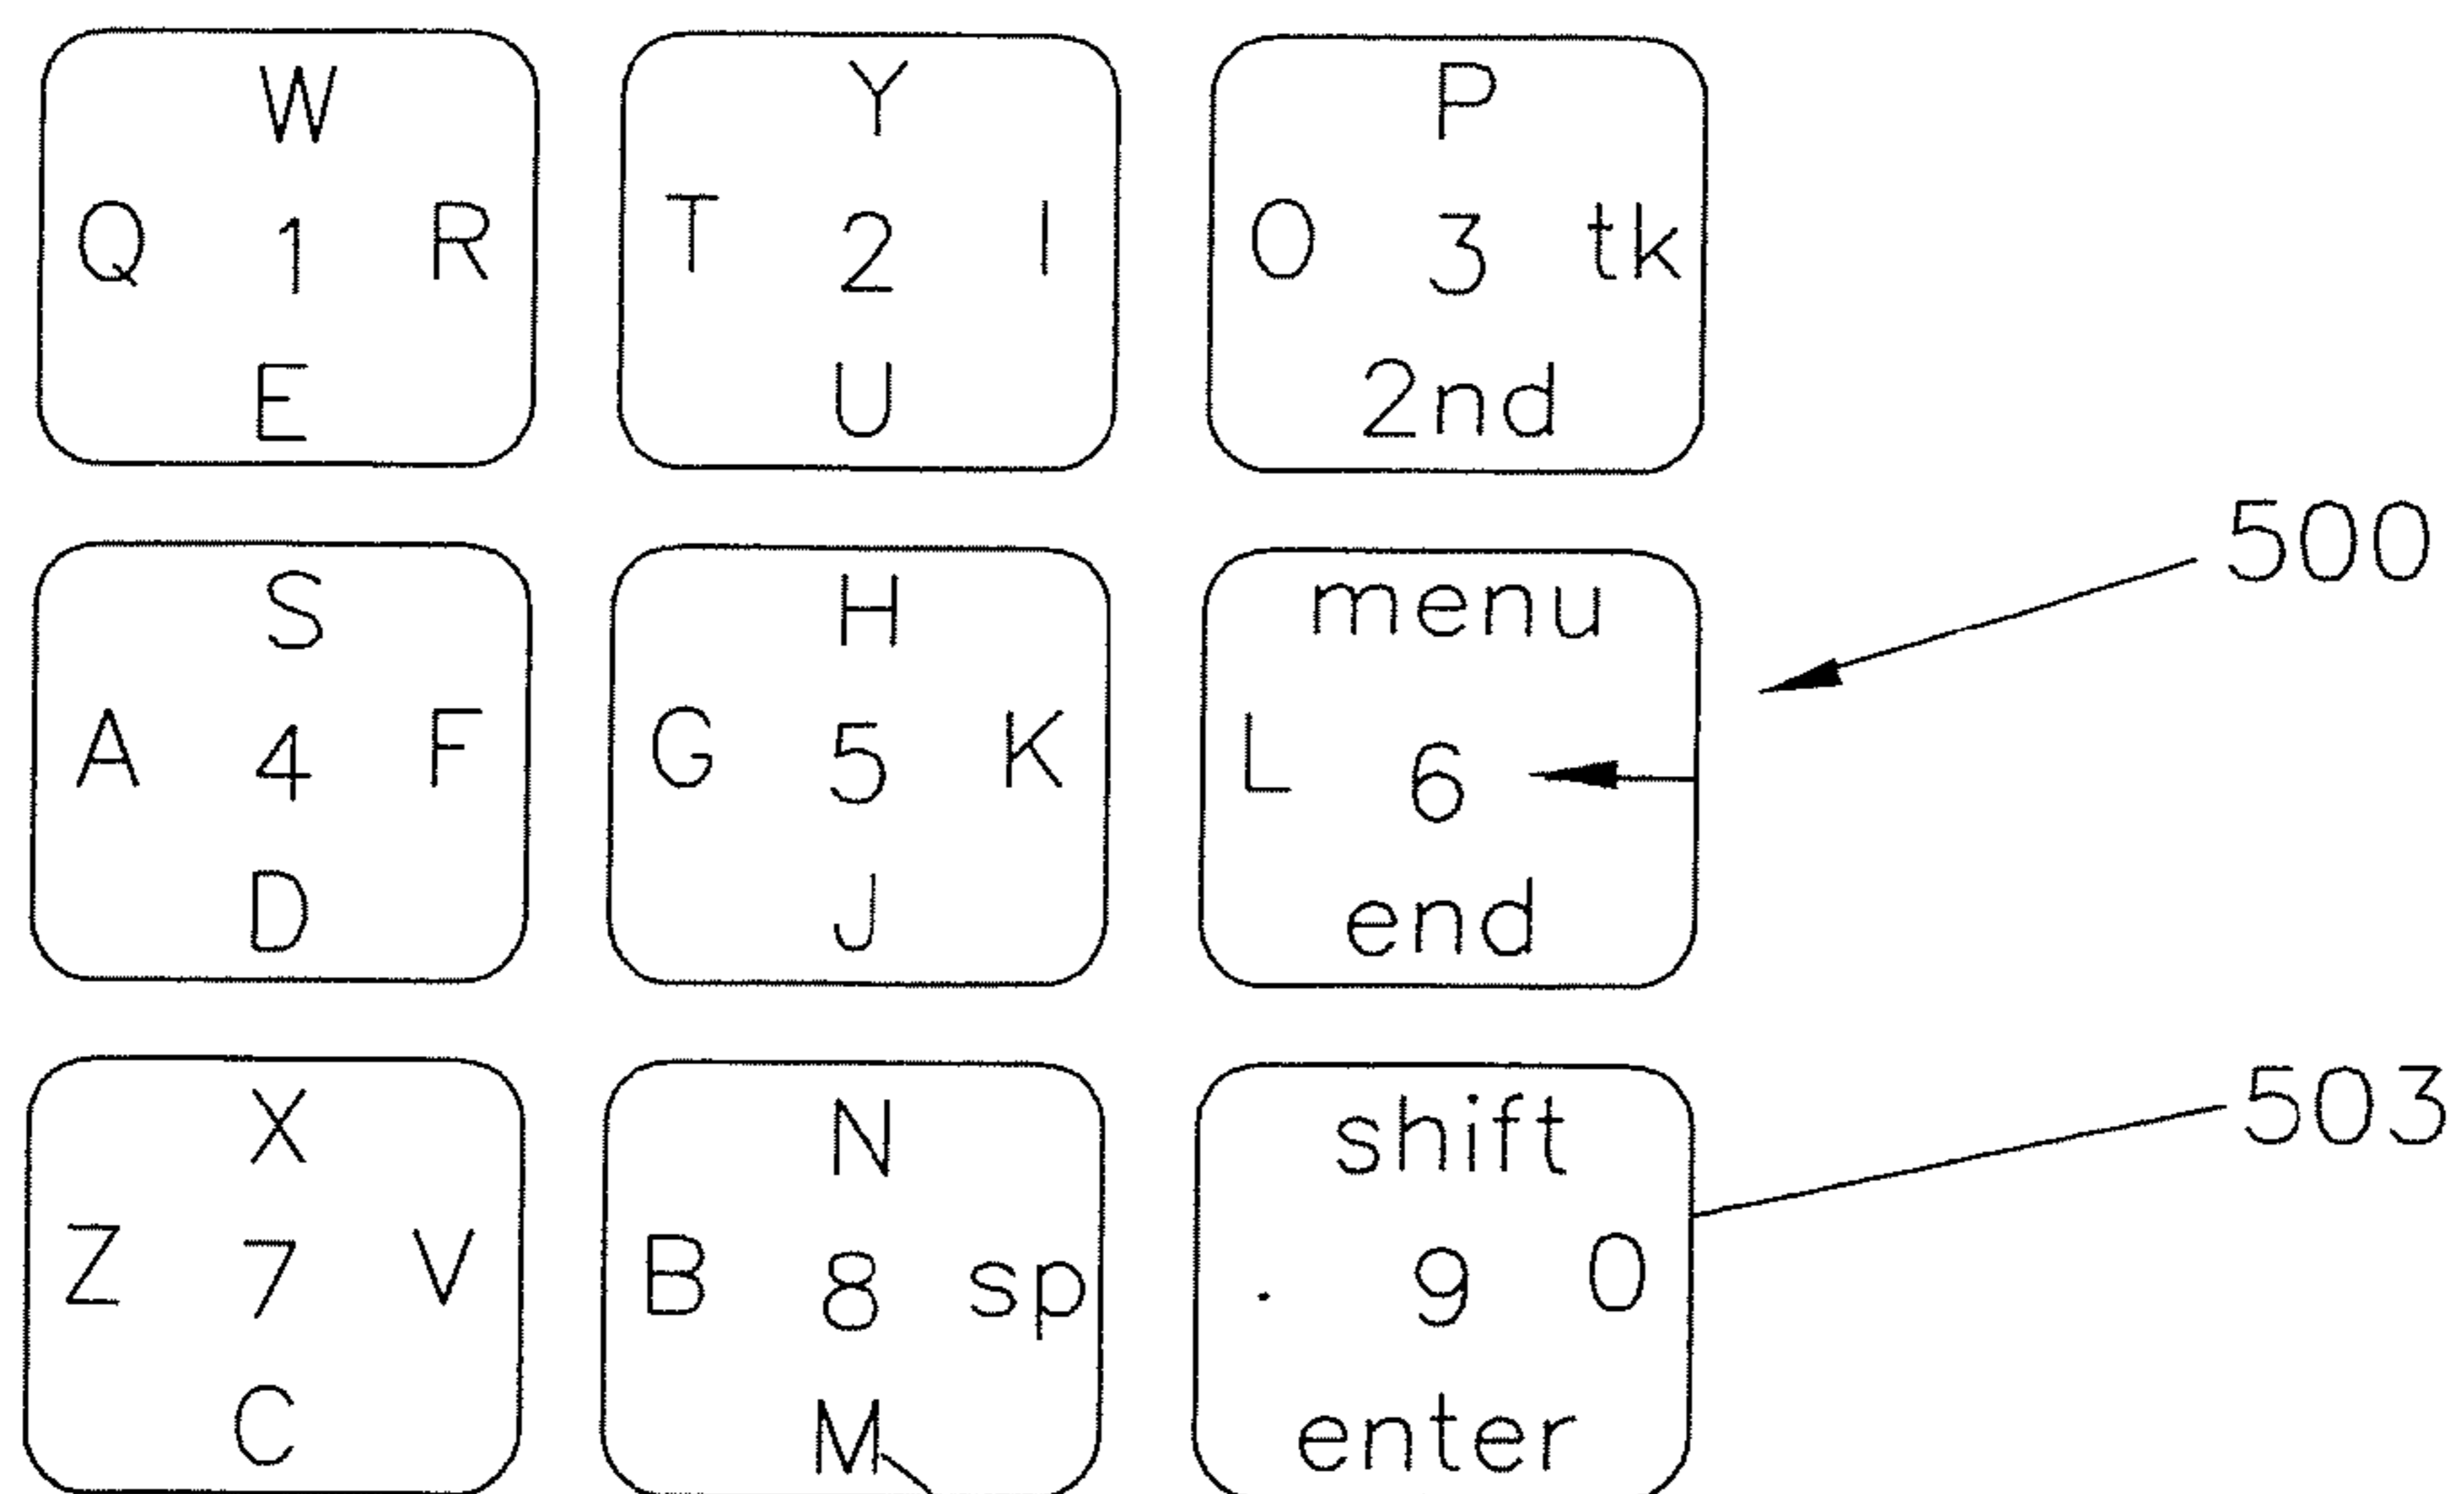 W Y P
Q 1 R T 2 I O 3 tk
E U 2nd
500
S H menu
A 4 F G 5 K L 6
D J end
503
X N shift
Z 7 V B 8 sp . 9 0
C M enter